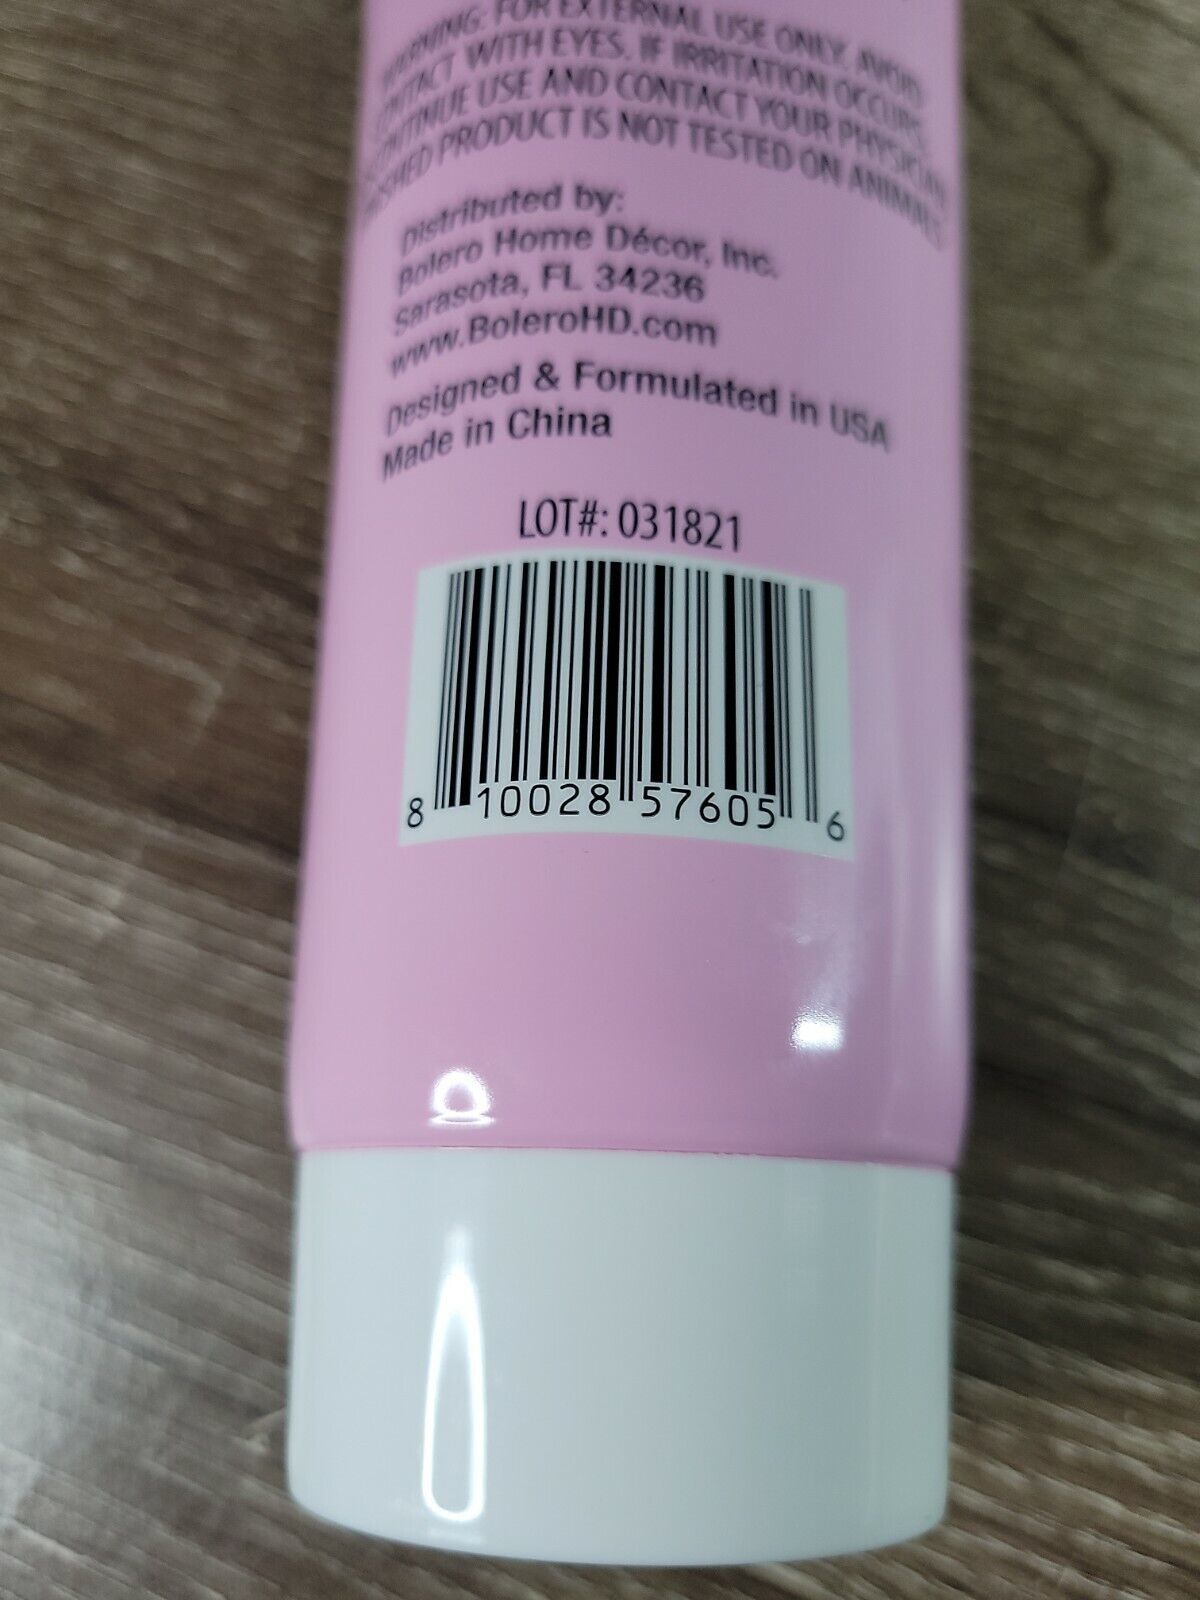 WARNING: FOR EXTERNAL USE ONLY. AVOID
CONTACT WITH EYES. IF IRRITATION OCCURS,
CONTINUE USE AND CONTACT YOUR PHYSICIAN.
PRODUCT IS NOT TESTED ON ANIMALS
Distributed by:
Bolero Home Décor, Inc.
Sarasota, FL 34236
www.BoleroHD.com
Designed & Formulated in USA
Made in China
LOT#: 031821
8 10028 57605 6